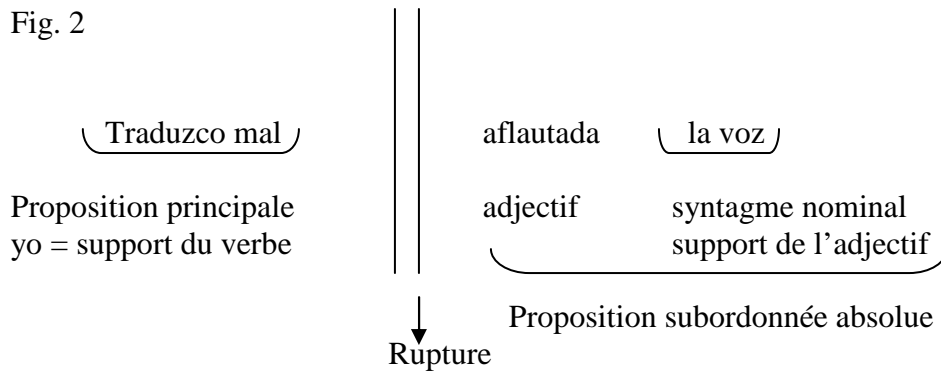 Fig. 2
Traduzco mal aflautada la voz
Proposition principale adjectif syntagme nominal
yo = support du verbe support de l’adjectif
Proposition subordonnée absolue
Rupture